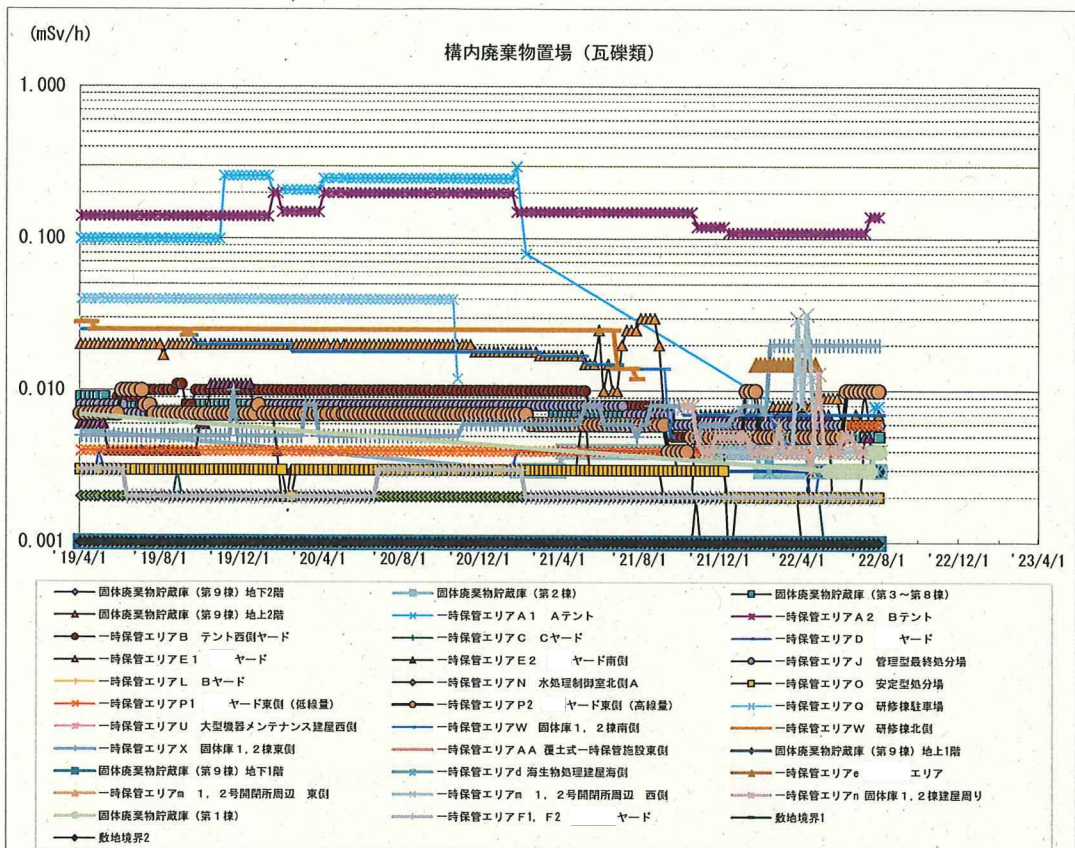 (mSv/h)
構内廃棄物置場（瓦礫類）
1.000
0.100
0.010
0.001
'19/4/1 '19/8/1 '19/12/1 '20/4/1 '20/8/1 '20/12/1 '21/4/1 '21/8/1 '21/12/1 '22/4/1 '22/8/1 '22/12/1 '23/4/1
固体廃棄物貯蔵庫（第９棟）地下2階 固体廃棄物貯蔵庫（第２棟） 固体廃棄物貯蔵庫（第３～第８棟）
固体廃棄物貯蔵庫（第９棟）地上2階 一時保管エリアＡ１ Ａテント 一時保管エリアＡ２ Ｂテント
一時保管エリアＢ テント西側ヤード 一時保管エリアＣ Ｃヤード 一時保管エリアＤ ヤード
一時保管エリアＥ１ ヤード 一時保管エリアＥ２ ヤード南側 一時保管エリアＪ 管理型最終処分場
一時保管エリアＬ Ｂヤード 一時保管エリアＮ 水処理制御室北側Ａ 一時保管エリアＯ 安定型処分場
一時保管エリアＰ１ ヤード東側（低線量） 一時保管エリアＰ２ ヤード東側（高線量） 一時保管エリアＱ 研修棟駐車場
一時保管エリアＵ 大型機器メンテナンス建屋西側 一時保管エリアＷ 固体庫１，２棟南側 一時保管エリアＷ 研修棟北側
一時保管エリアＸ 固体庫１，２棟東側 一時保管エリアＡＡ 覆土式一時保管施設東側 固体廃棄物貯蔵庫（第９棟）地上1階
固体廃棄物貯蔵庫（第９棟）地下1階 一時保管エリアｄ 海生物処理建屋海側 一時保管エリアｅ エリア
一時保管エリアｍ １，２号開閉所周辺 東側 一時保管エリアｍ １，２号開閉所周辺 西側 一時保管エリアｎ 固体庫１，２棟建屋周り
固体廃棄物貯蔵庫（第１棟） 一時保管エリアＦ１，Ｆ２ ヤード 敷地境界1
敷地境界2